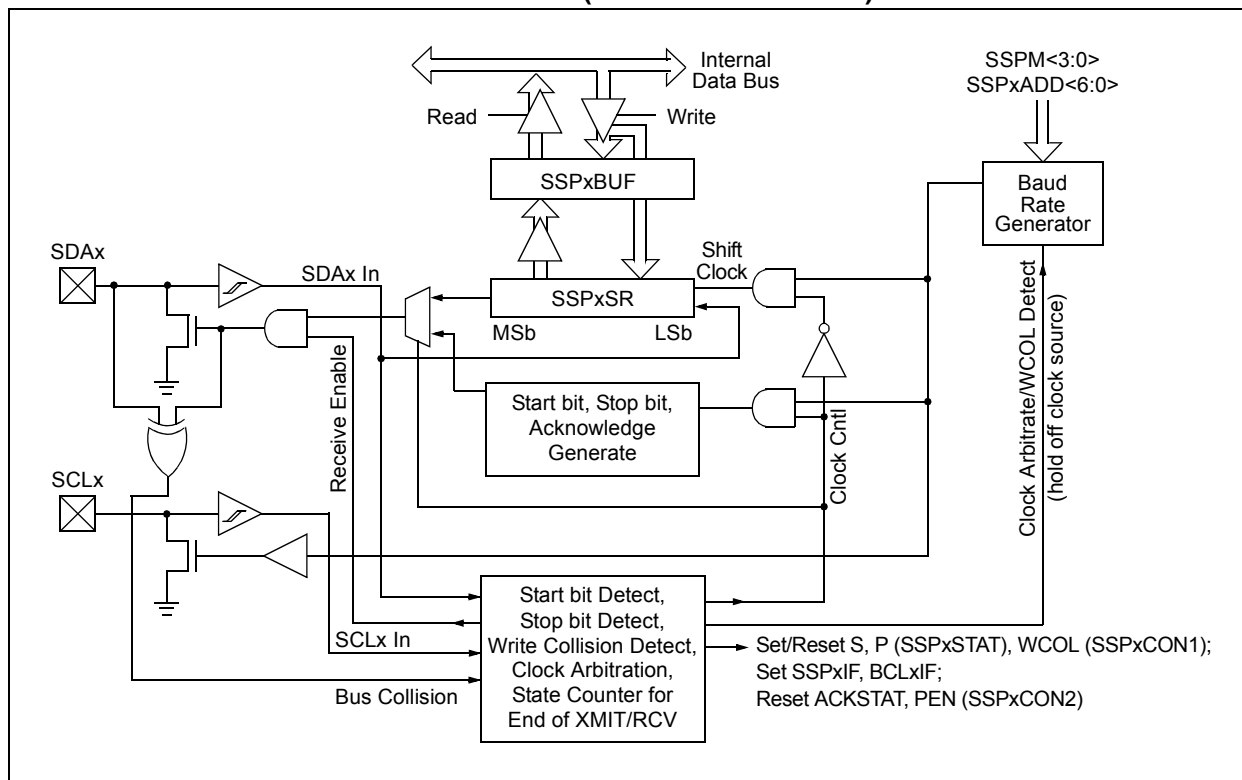 Internal
Data Bus
SSPM<3:0>
SSPxADD<6:0>
Read
Write
SSPxBUF
Baud
Rate
Generator
SDAx
SDAx In
Shift
Clock
SSPxSR
MSb
LSb
Receive Enable
Start bit, Stop bit,
Acknowledge
Generate
Clock Cntl
Clock Arbitrate/WCOL Detect
(hold off clock source)
SCLx
SCLx In
Bus Collision
Start bit Detect,
Stop bit Detect,
Write Collision Detect,
Clock Arbitration,
State Counter for
End of XMIT/RCV
Set/Reset S, P (SSPxSTAT), WCOL (SSPxCON1);
Set SSPxIF, BCLxIF;
Reset ACKSTAT, PEN (SSPxCON2)